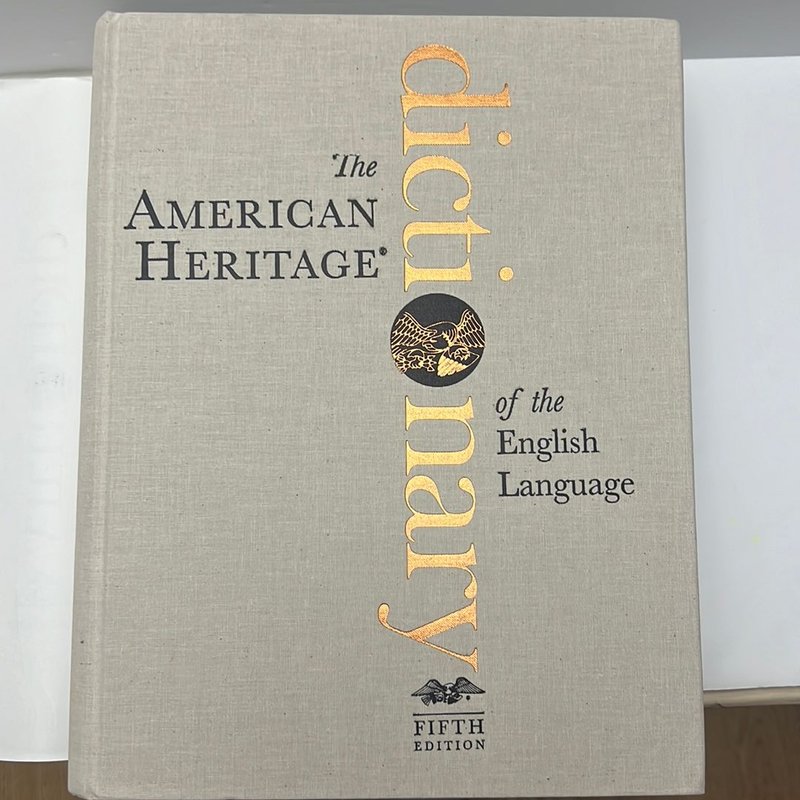 The
AMERICAN
HERITAGE®
dictionary
of the
English
Language
FIFTH
EDITION